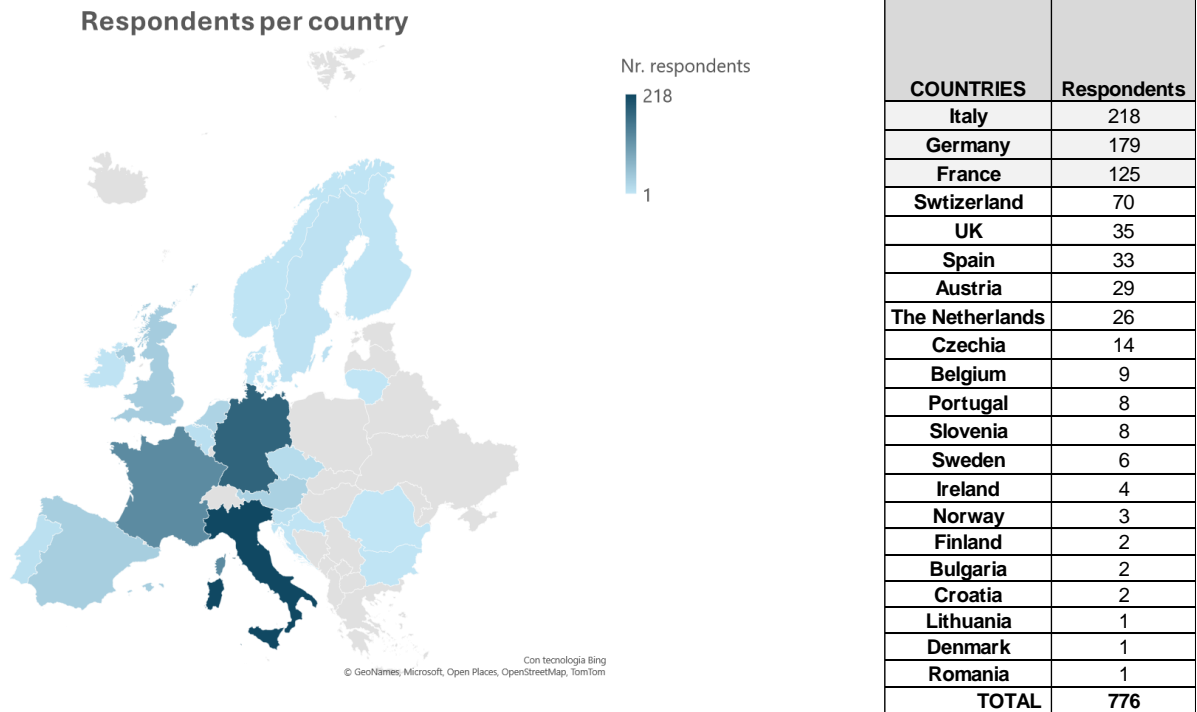 Respondents per country
Nr. respondents
218
1
Con tecnologia Bing
© GeoNames, Microsoft, Open Places, OpenStreetMap, TomTom
COUNTRIES Respondents
Italy 218
Germany 179
France 125
Swtizerland 70
UK 35
Spain 33
Austria 29
The Netherlands 26
Czechia 14
Belgium 9
Portugal 8
Slovenia 8
Sweden 6
Ireland 4
Norway 3
Finland 2
Bulgaria 2
Croatia 2
Lithuania 1
Denmark 1
Romania 1
TOTAL 776